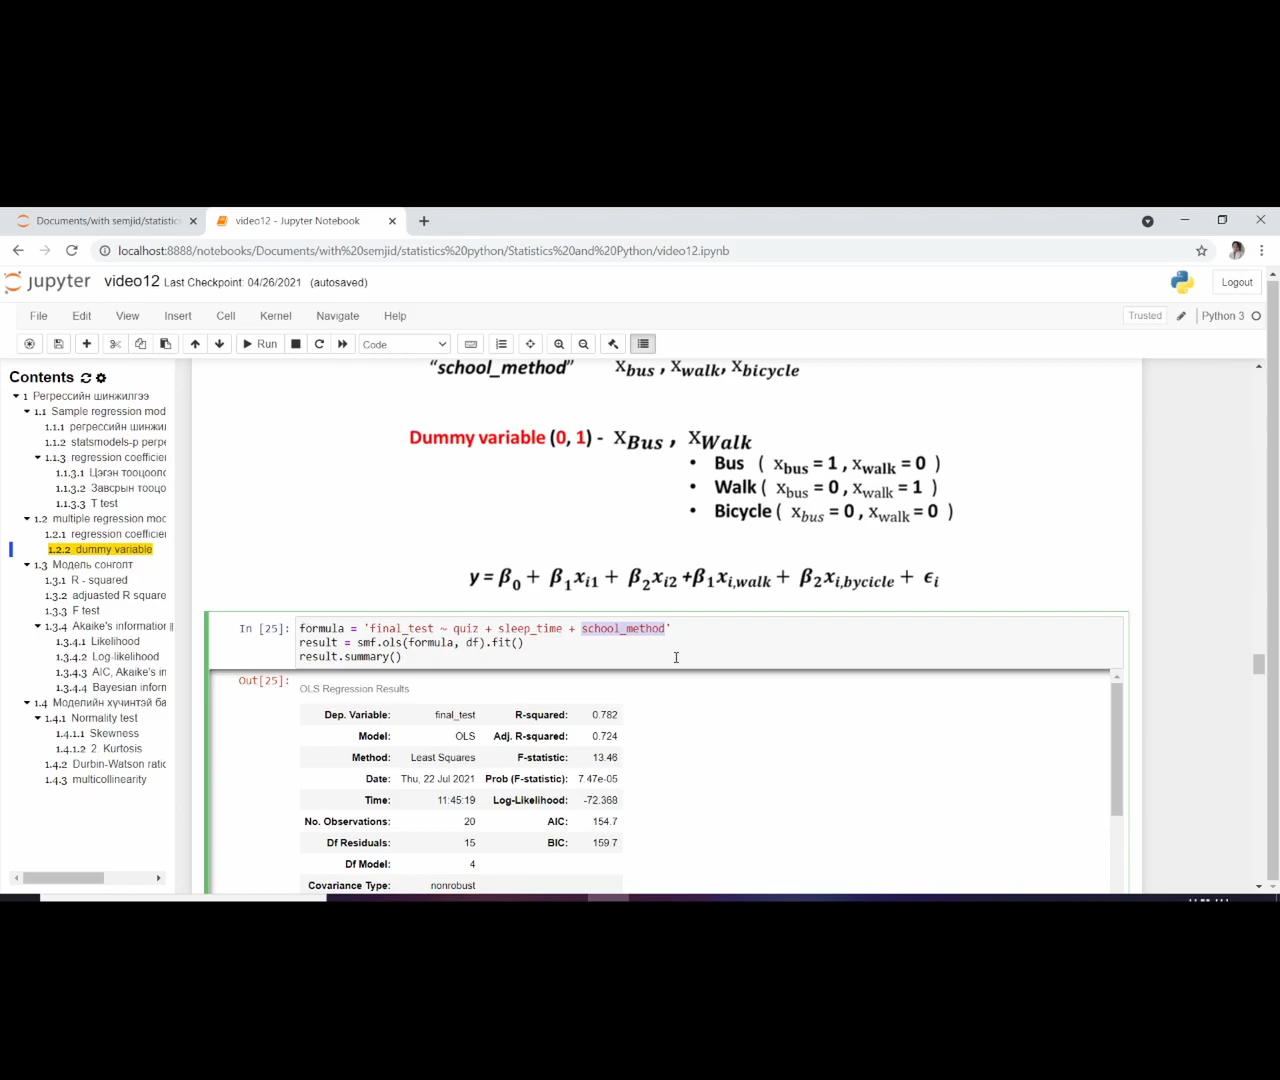 Documents/with semjid/statistic
video12 - Jupyter Notebook
localhost:8888/notebooks/Documents/with%20semjid/statistics%20python/Statistics%20and%20Python/video12.ipynb
jupyter video12 Last Checkpoint: 04/26/2021 (autosaved)
Logout
File Edit View Insert Cell Kernel Navigate Help
Trusted Python 3
Run Code
Contents
1 Регрессийн шинжилгээ
1.1 Sample regression mod
1.1.1 регрессийн шинжи
1.1.2 statsmodels-р регр
1.1.3 regression coefficie
1.1.3.1 Цэгэн тооцоол
1.1.3.2 Завсрын тооцо
1.1.3.3 T test
1.2 multiple regression mod
1.2.1 regression coefficier
1.2.2 dummy variable
1.3 Модель сонголт
1.3.1 R - squared
1.3.2 adjuasted R square
1.3.3 F test
1.3.4 Akaike's information
1.3.4.1 Likelihood
1.3.4.2 Log-likelihood
1.3.4.3 AIC, Akaike's in
1.3.4.4 Bayesian inform
1.4 Моделийн хүчинтэй ба
1.4.1 Normality test
1.4.1.1 Skewness
1.4.1.2 2. Kurtosis
1.4.2 Durbin-Watson ratio
1.4.3 multicollinearity
“school_method” x_bus , x_walk, x_bicycle
Dummy variable (0, 1) - x_Bus , x_Walk
• Bus ( x_bus = 1 , x_walk = 0 )
• Walk ( x_bus = 0 , x_walk = 1 )
• Bicycle ( x_bus = 0 , x_walk = 0 )
y = β_0 + β_1x_i1 + β_2x_i2 +β_1x_i,walk + β_2x_i,bycicle + ϵ_i
In [25]: formula = 'final_test ~ quiz + sleep_time + school_method'
result = smf.ols(formula, df).fit()
result.summary()
Out[25]:
OLS Regression Results
Dep. Variable: final_test R-squared: 0.782
Model: OLS Adj. R-squared: 0.724
Method: Least Squares F-statistic: 13.46
Date: Thu, 22 Jul 2021 Prob (F-statistic): 7.47e-05
Time: 11:45:19 Log-Likelihood: -72.368
No. Observations: 20 AIC: 154.7
Df Residuals: 15 BIC: 159.7
Df Model: 4
Covariance Type: nonrobust